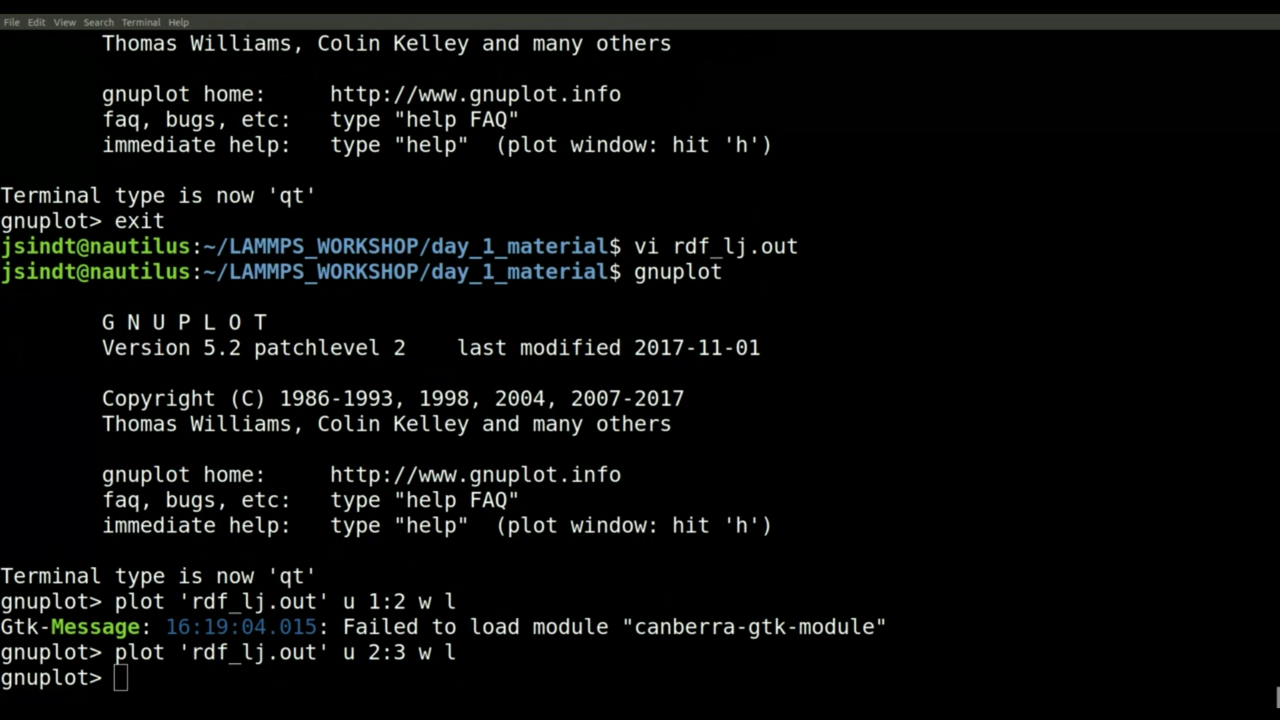 File Edit View Search Terminal Help
Thomas Williams, Colin Kelley and many others
gnuplot home:     http://www.gnuplot.info
faq, bugs, etc:   type "help FAQ"
immediate help:   type "help"  (plot window: hit 'h')
Terminal type is now 'qt'
gnuplot> exit
jsindt@nautilus:~/LAMMPS_WORKSHOP/day_1_material$ vi rdf_lj.out
jsindt@nautilus:~/LAMMPS_WORKSHOP/day_1_material$ gnuplot
G N U P L O T
Version 5.2 patchlevel 2    last modified 2017-11-01
Copyright (C) 1986-1993, 1998, 2004, 2007-2017
Thomas Williams, Colin Kelley and many others
gnuplot home:     http://www.gnuplot.info
faq, bugs, etc:   type "help FAQ"
immediate help:   type "help"  (plot window: hit 'h')
Terminal type is now 'qt'
gnuplot> plot 'rdf_lj.out' u 1:2 w l
Gtk-Message: 16:19:04.015: Failed to load module "canberra-gtk-module"
gnuplot> plot 'rdf_lj.out' u 2:3 w l
gnuplot>